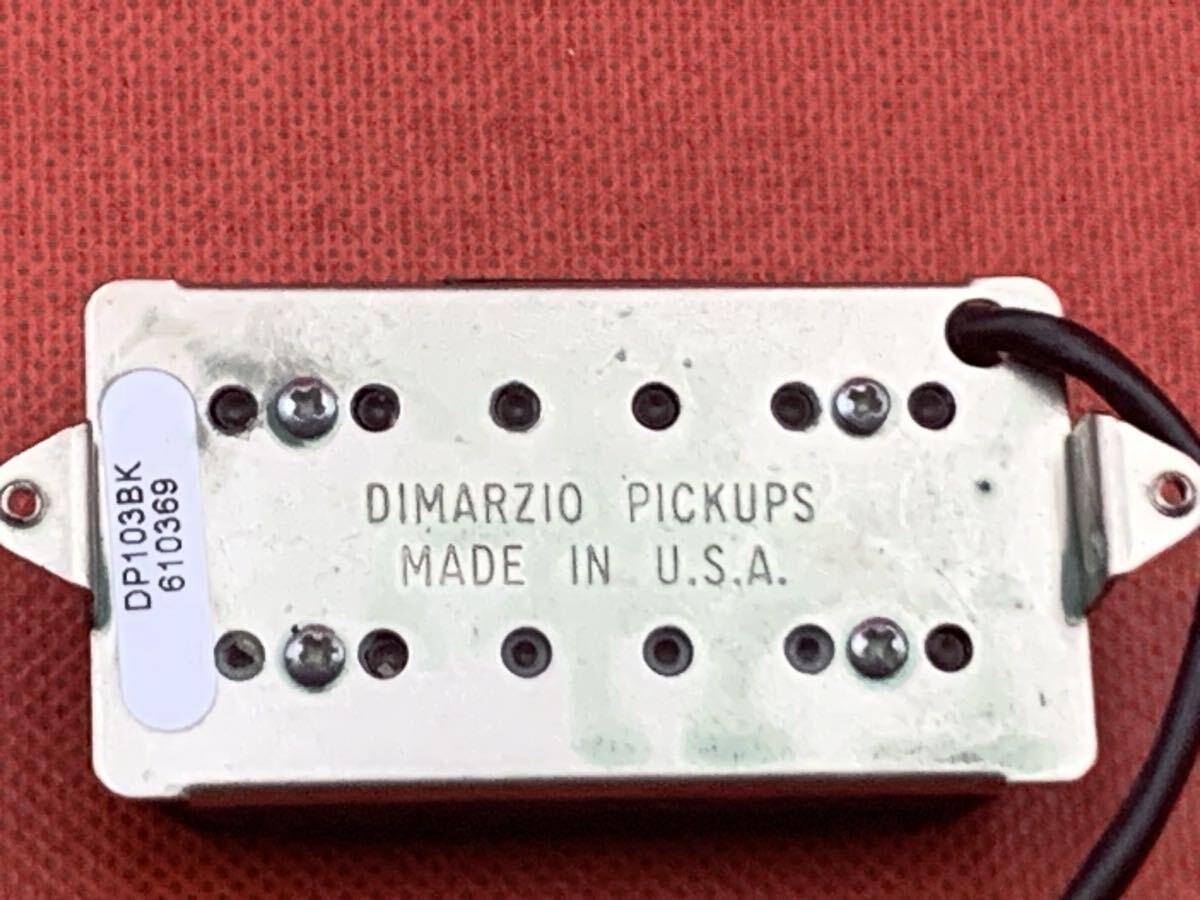 DP103BK
610369
DIMARZIO PICKUPS
MADE IN U.S.A.